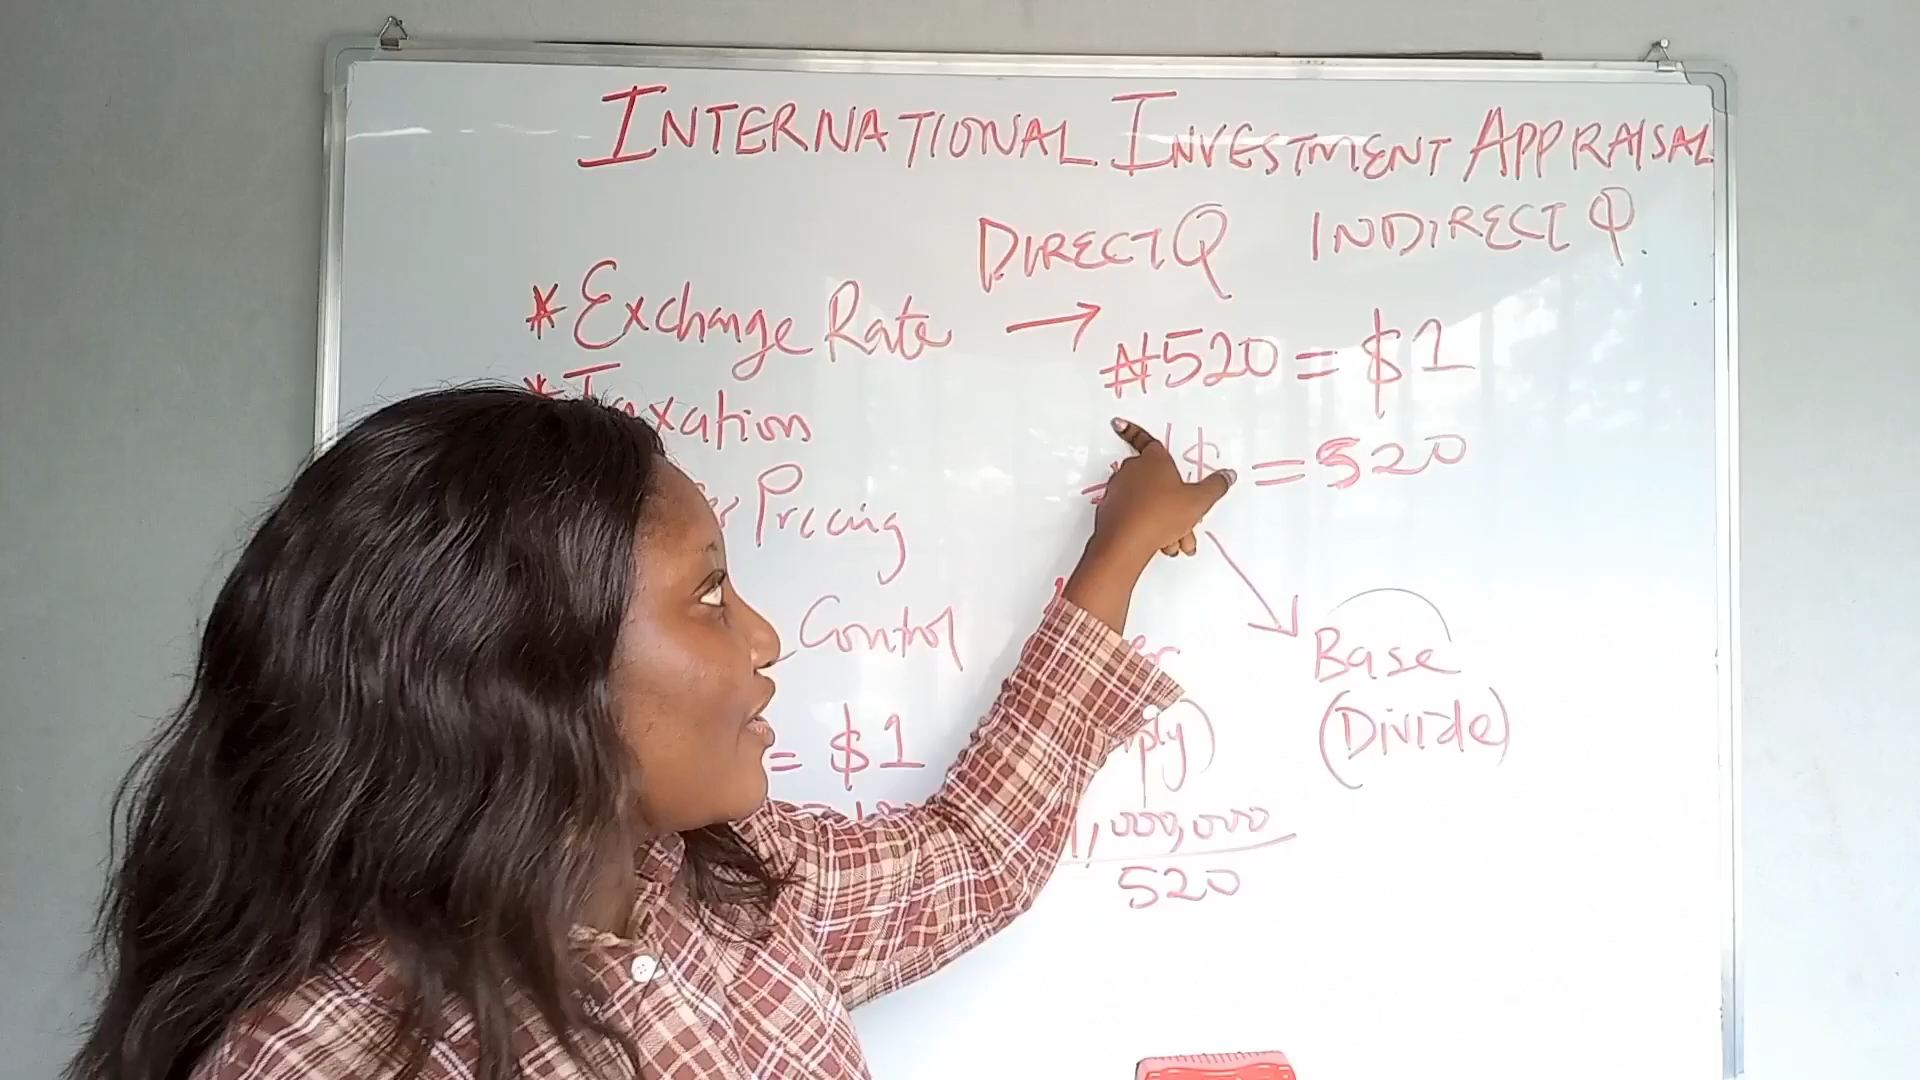 INTERNATIONAL INVESTMENT APPRAISAL
DIRECT Q INDIRECT Q.
* Exchange Rate → ₦520 = $1
* Taxation
$ = 520
Pricing
Control
Base
(Divide)
= $1
1,000,000
520